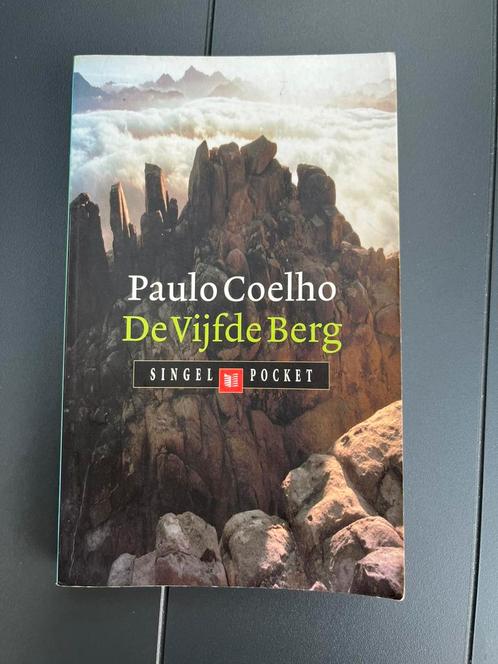 Paulo Coelho
De Vijfde Berg
SINGEL POCKET